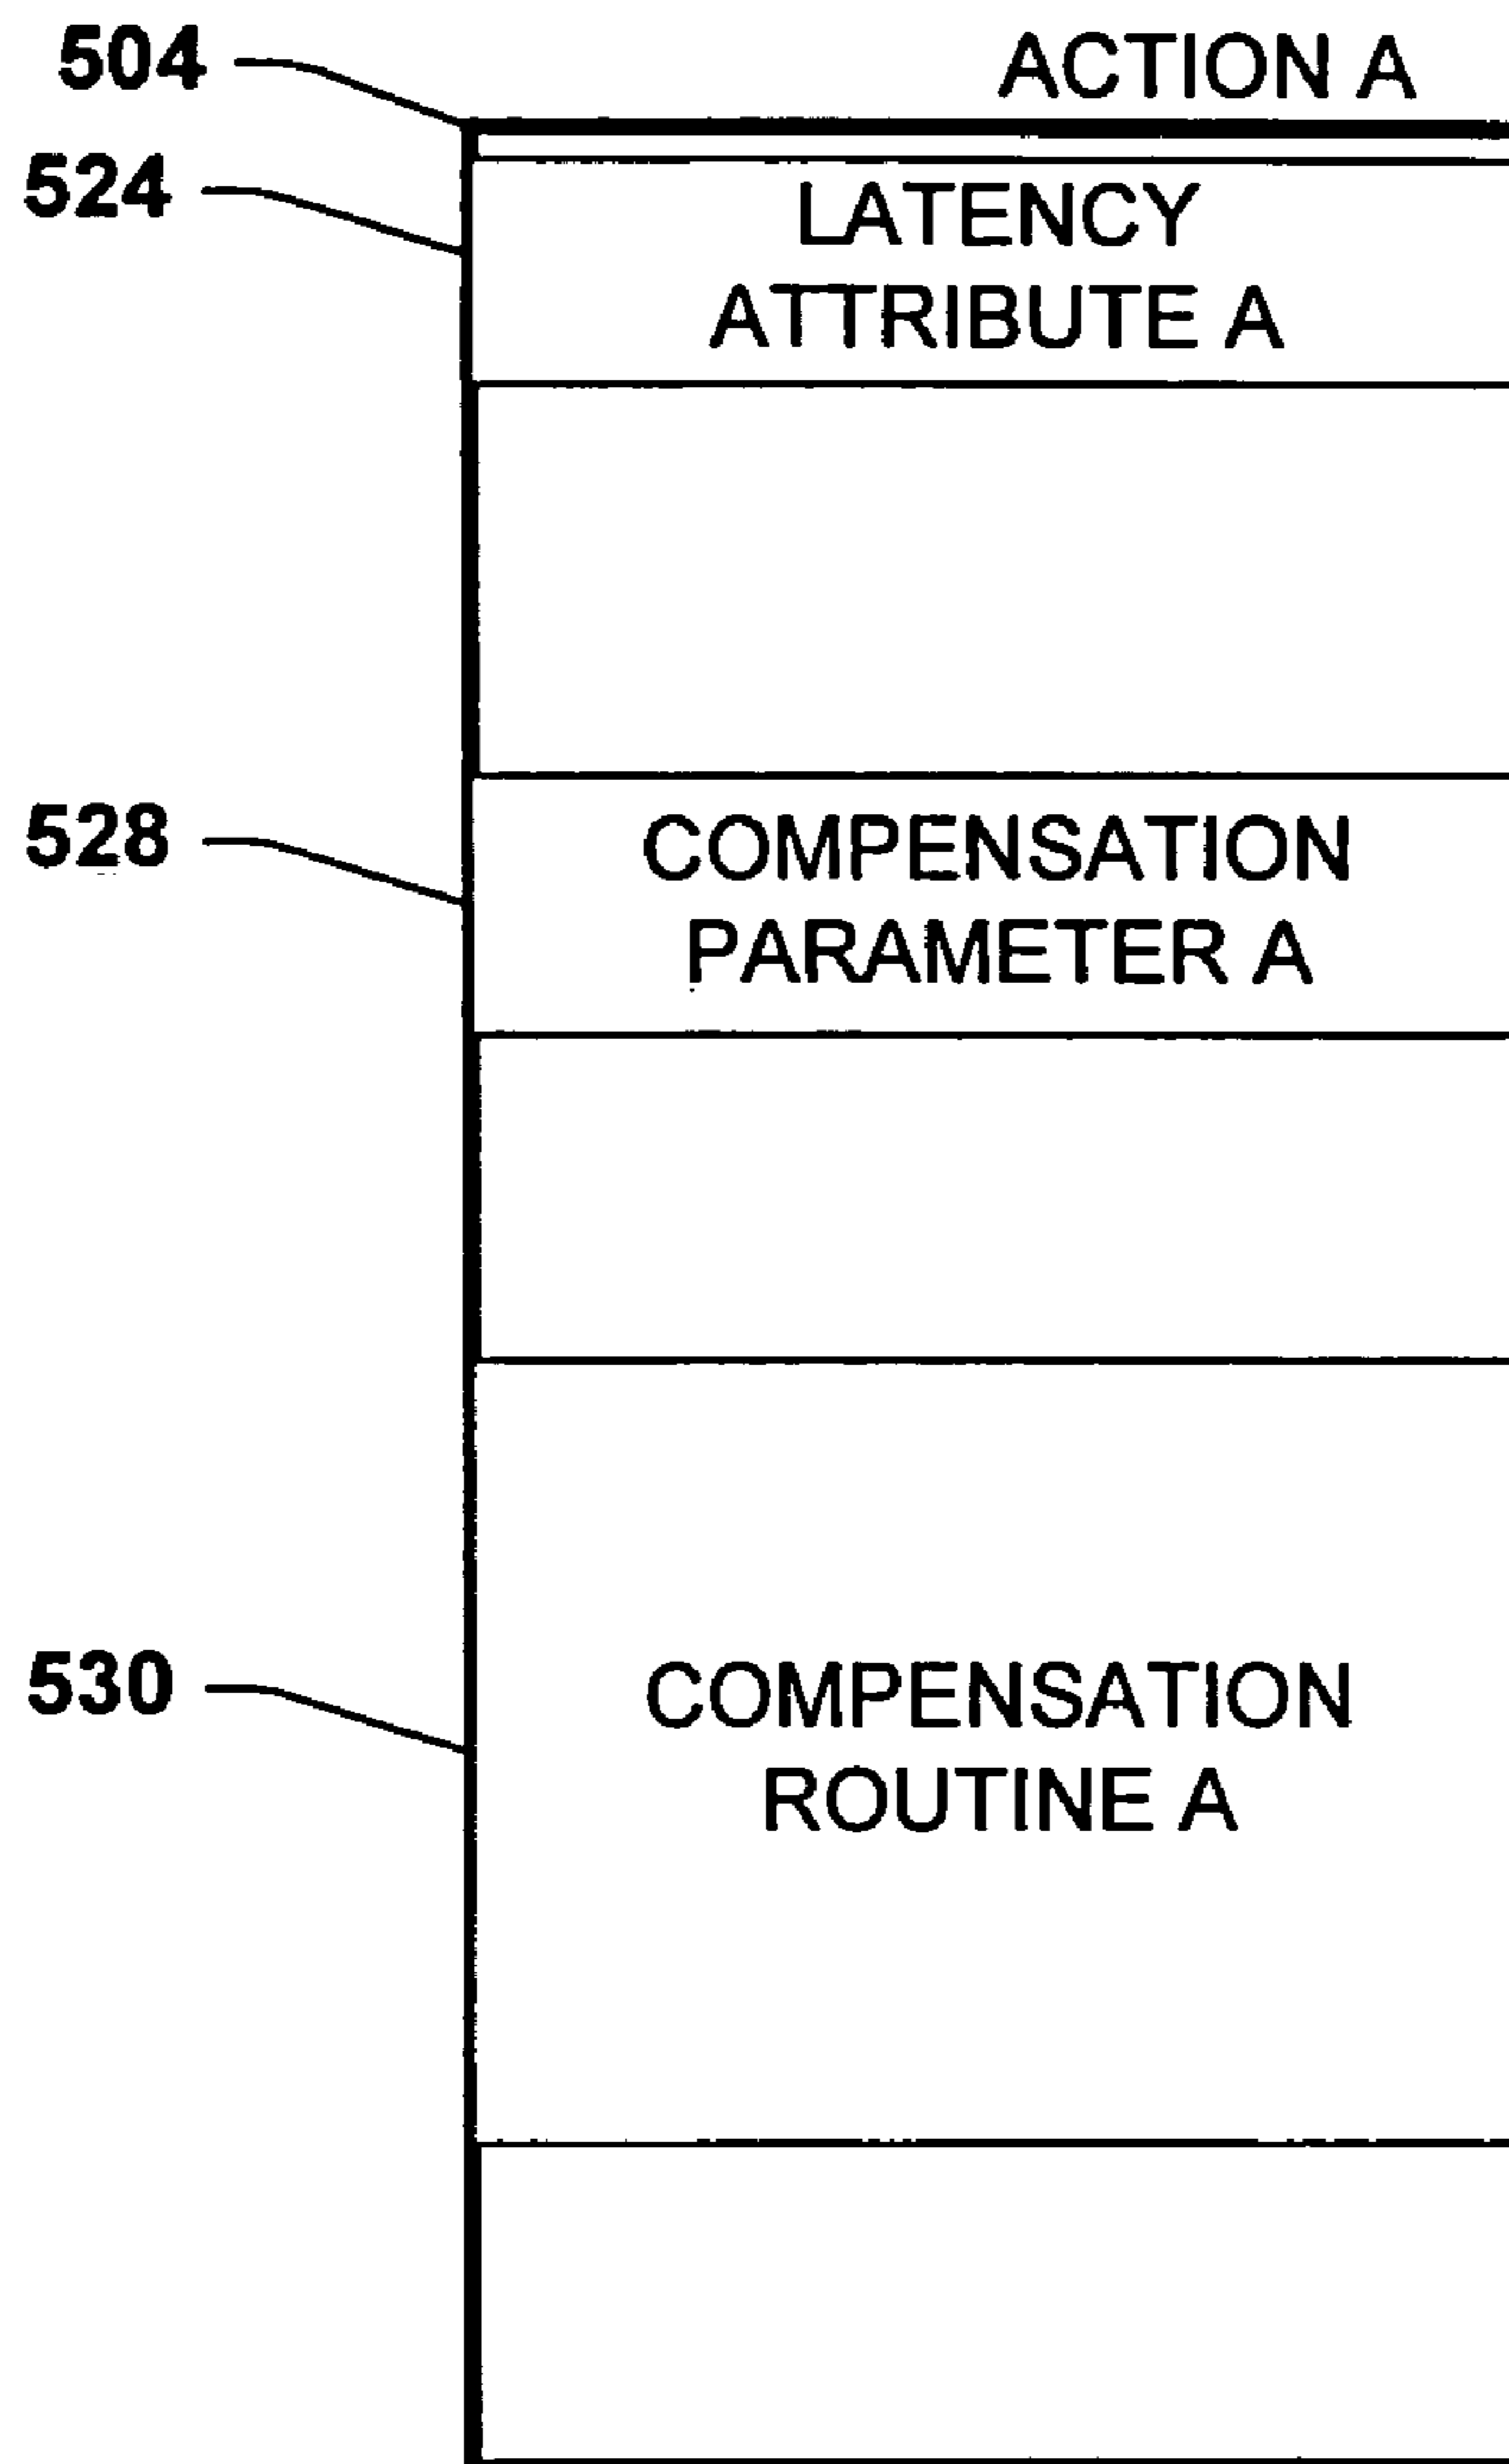 504
ACTION A
524
LATENCY
ATTRIBUTE A
528
COMPENSATION
PARAMETER A
530
COMPENSATION
ROUTINE A